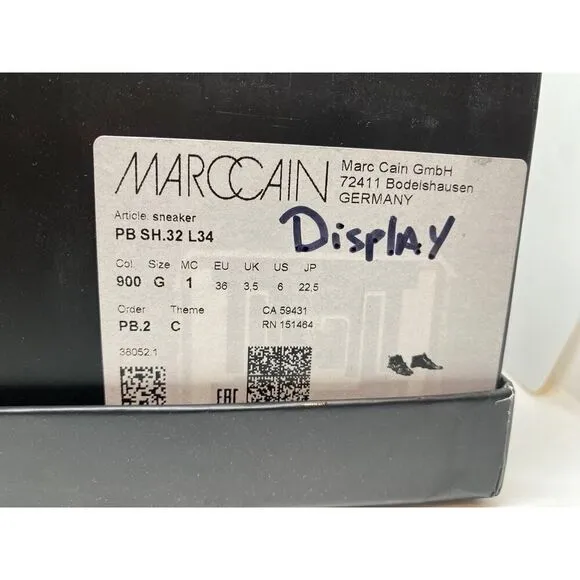 MARCCAIN
Marc Cain GmbH
72411 Bodelshausen
GERMANY
Article: sneaker
PB SH.32 L34
Display
Col. Size MC EU UK US JP
900 G 1 36 3,5 6 22,5
Order Theme CA 59431
PB.2 C RN 151464
38052.1
EAC